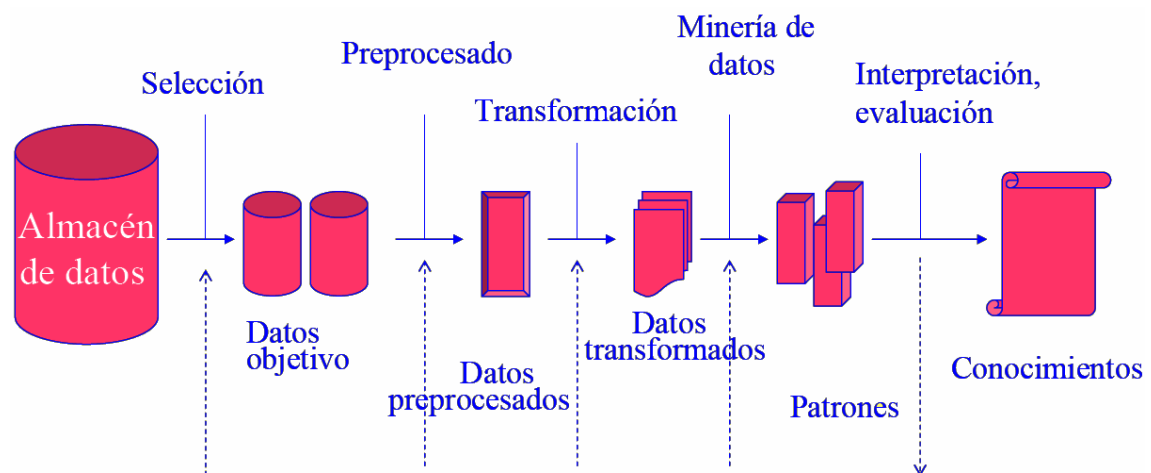 Selección
Preprocesado
Transformación
Minería de
datos
Interpretación,
evaluación
Almacén
de datos
Datos
objetivo
Datos
preprocesados
Datos
transformados
Patrones
Conocimientos